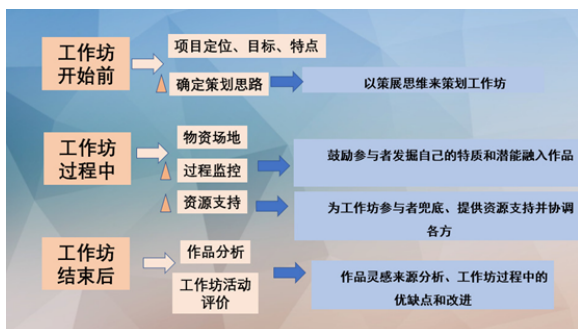 工作坊
开始前
项目定位、目标、特点
确定策划思路
以策展思维来策划工作坊
工作坊
过程中
物资场地
过程监控
鼓励参与者发掘自己的特质和潜能融入作品
资源支持
为工作坊参与者兜底、提供资源支持并协调
各方
工作坊
结束后
作品分析
工作坊活动
评价
作品灵感来源分析、工作坊过程中的
优缺点和改进